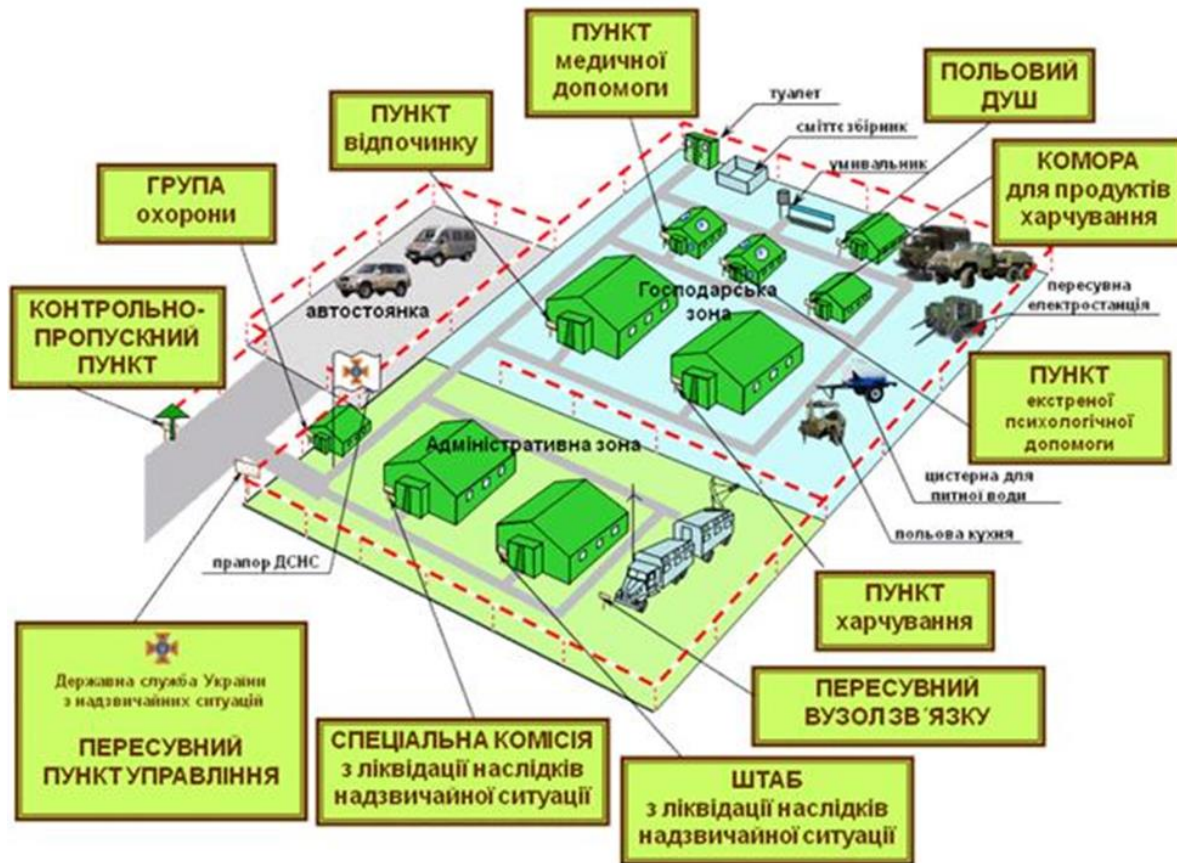 ПУНКТ
медичної
допомоги
ПОЛЬОВИЙ
ДУШ
туалет
ПУНКТ
відпочинку
сміттєзбірник
умивальник
КОМОРА
для продуктів
харчування
ГРУПА
охорони
КОНТРОЛЬНО-
ПРОПУСКНИЙ
ПУНКТ
автостоянка
Господарська
зона
пересувна
електростанція
ПУНКТ
екстреної
психологічної
допомоги
Адміністративна зона
цистерна для
питної води
польова кухня
прапор ДСНС
ПУНКТ
харчування
Державна служба України
з надзвичайних ситуацій
ПЕРЕСУВНИЙ
ПУНКТ УПРАВЛІННЯ
СПЕЦІАЛЬНА КОМІСІЯ
з ліквідації наслідків
надзвичайної ситуації
ПЕРЕСУВНИЙ
ВУЗОЛ ЗВ´ЯЗКУ
ШТАБ
з ліквідації наслідків
надзвичайної ситуації